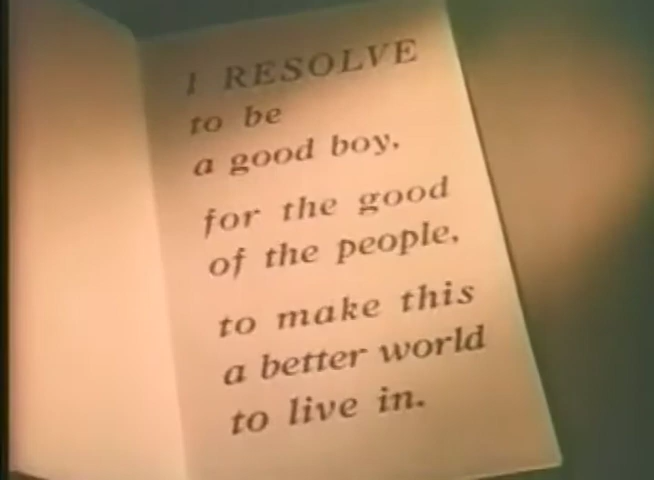 I RESOLVE
to be
a good boy,
for the good
of the people,
to make this
a better world
to live in.